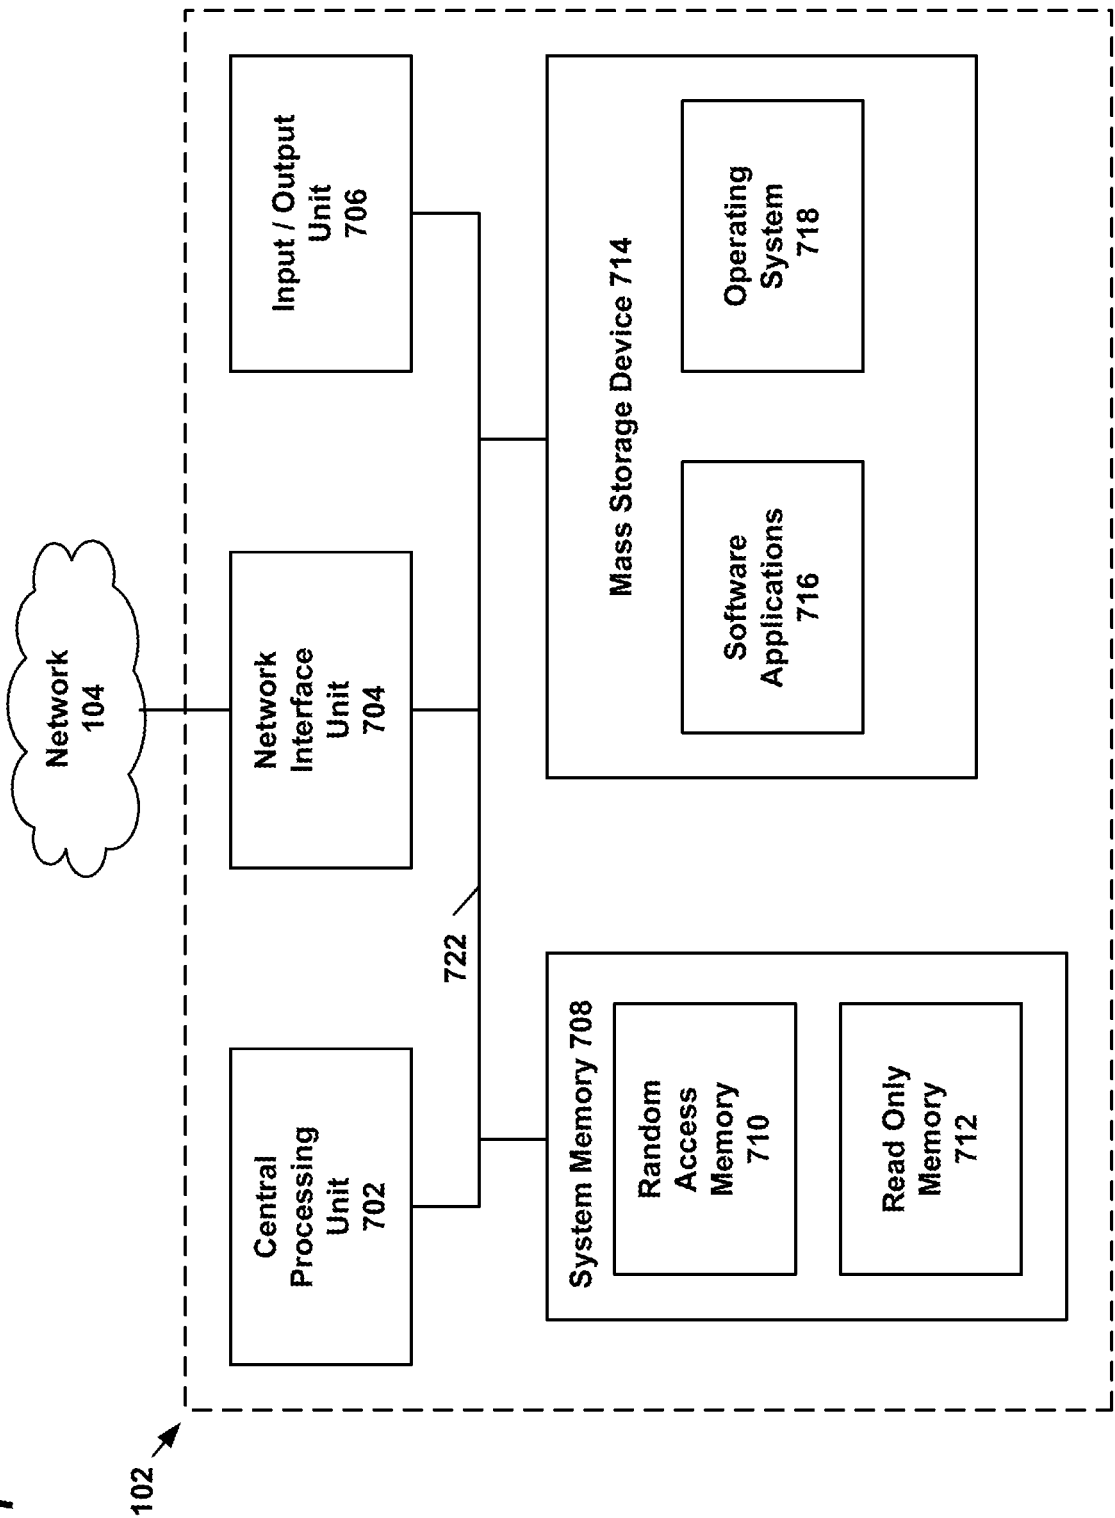 Network
104
102
Central
Processing
Unit
702
Network
Interface
Unit
704
Input / Output
Unit
706
722
System Memory 708
Random
Access
Memory
710
Read Only
Memory
712
Mass Storage Device 714
Software
Applications
716
Operating
System
718